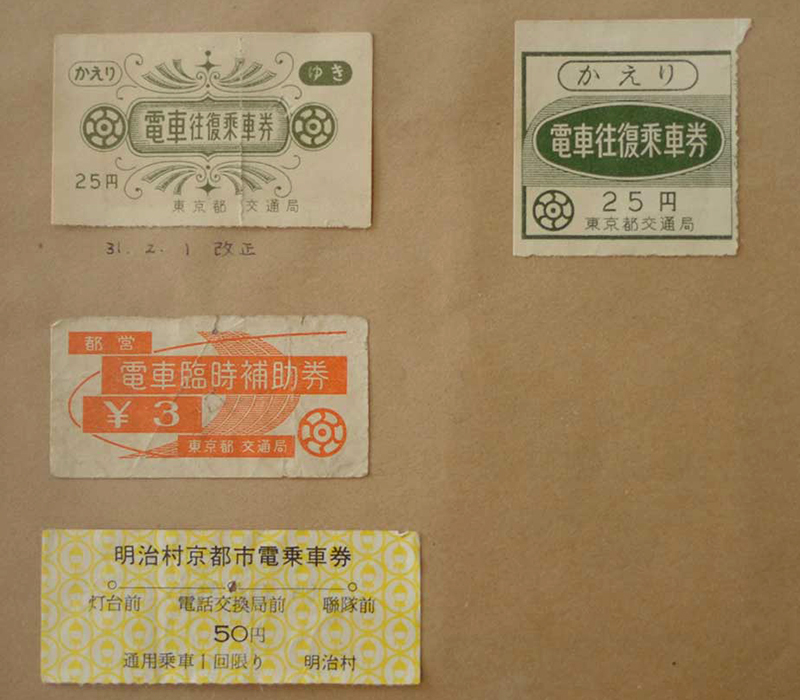 かえり ゆき
電車往復乗車券
25円
東京都 交通局
31.2.1 改正
かえり
電車往復乗車券
25円
東京都交通局
都営
電車臨時補助券
¥3
東京都 交通局
明治村京都市電乗車券
灯台前 電話交換局前 聯隊前
50円
通用乗車1回限り 明治村